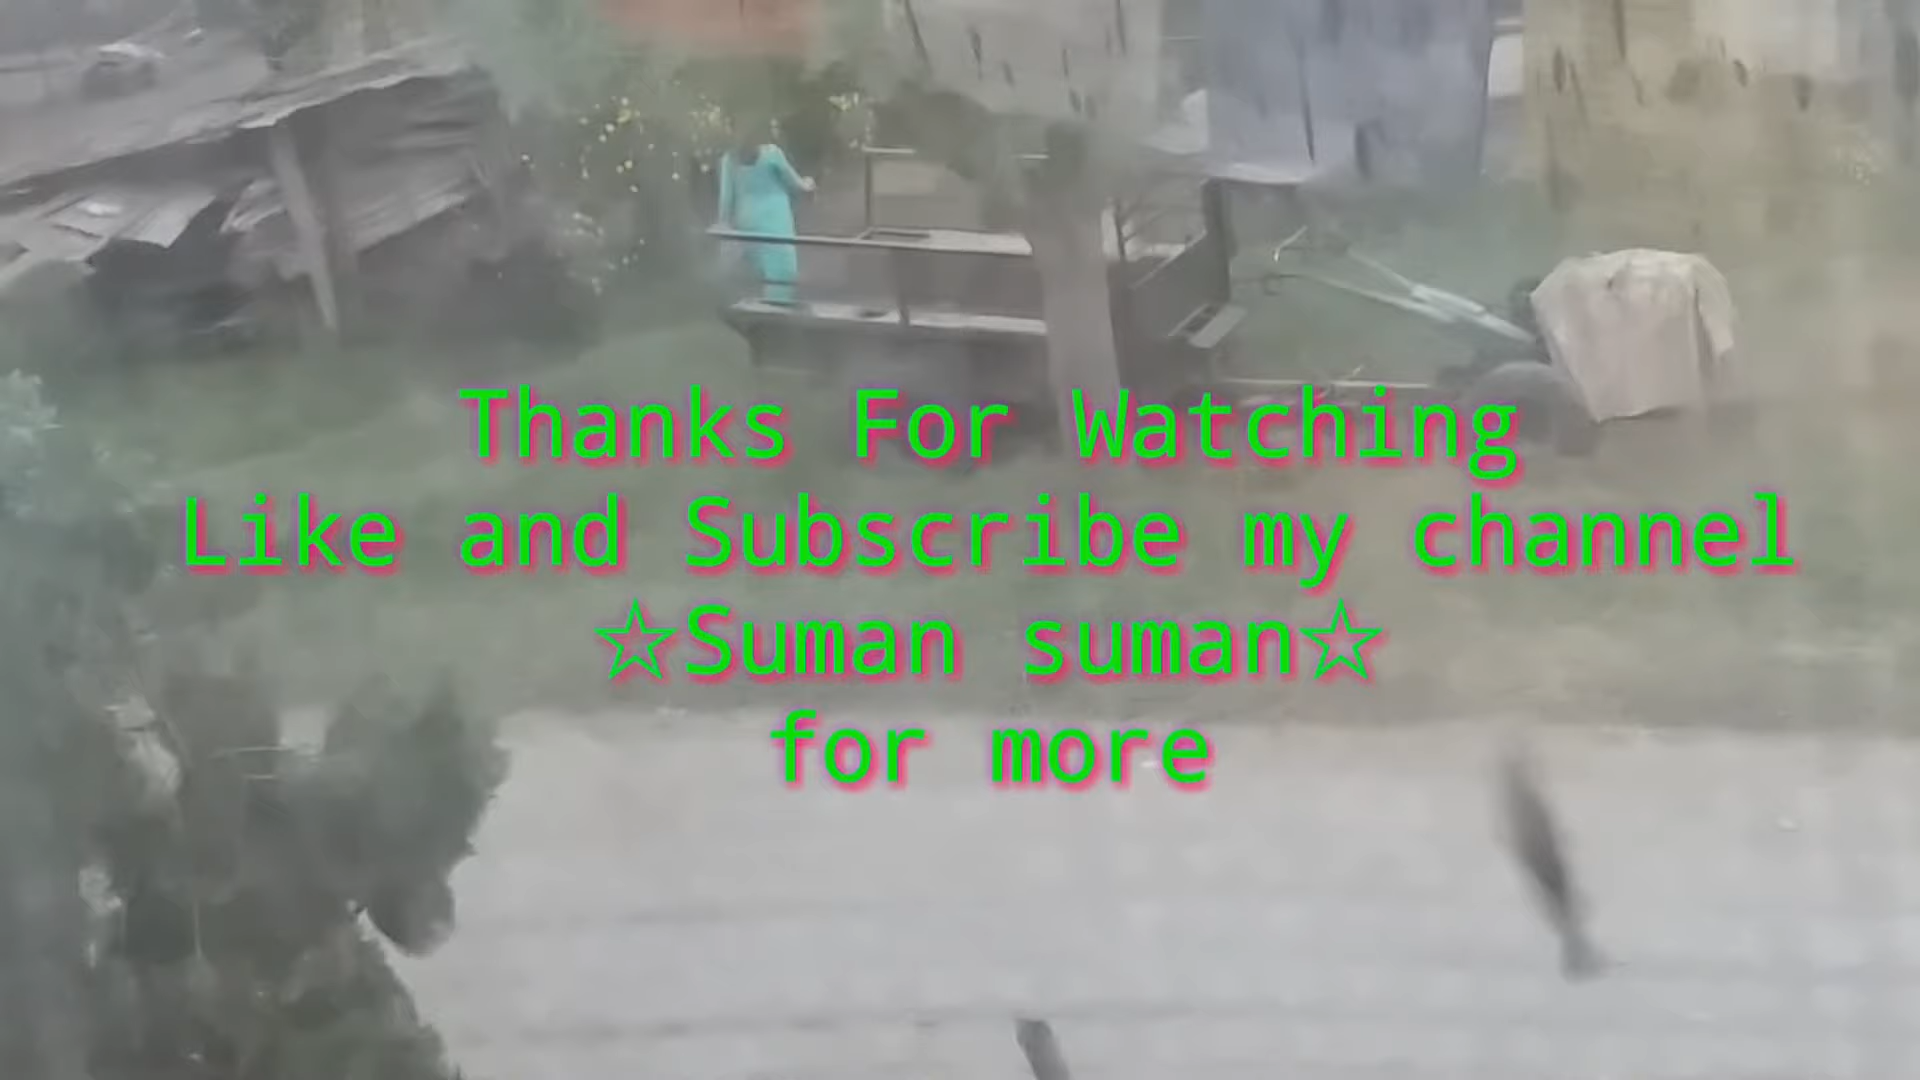 Thanks For Watching
Like and Subscribe my channel
☆Suman suman☆
for more